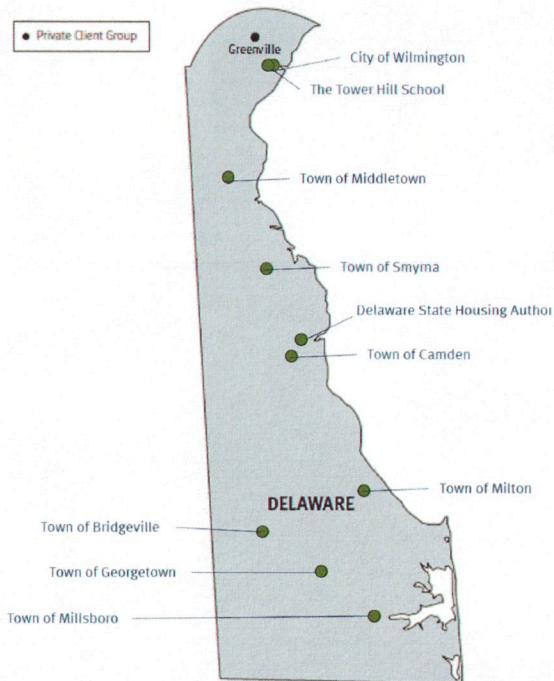 Private Client Group
Greenville
City of Wilmington
The Tower Hill School
Town of Middletown
Town of Smyrna
Delaware State Housing Author
Town of Camden
Town of Milton
DELAWARE
Town of Bridgeville
Town of Georgetown
Town of Millsboro